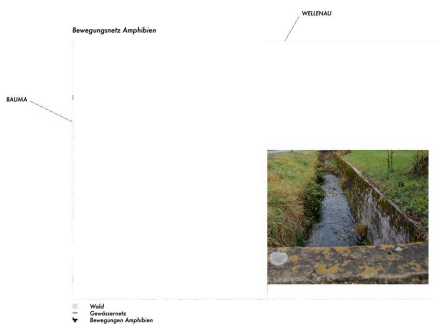 WELLENAU
Bewegungsnetz Amphibien
BAUMA
Wald
Gewässernetz
Bewegungen Amphibien